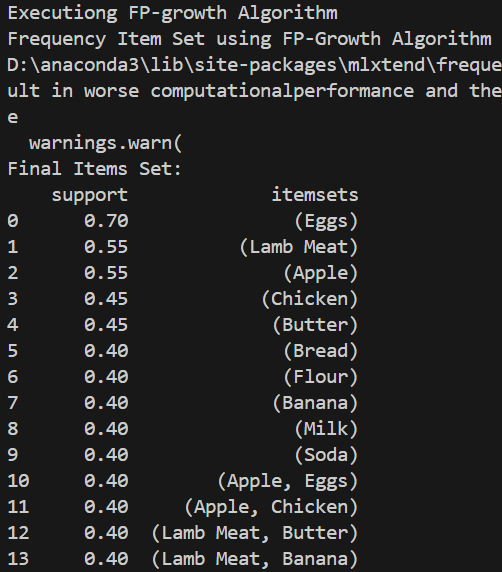 Executiong FP-growth Algorithm
Frequency Item Set using FP-Growth Algorithm
D:\anaconda3\lib\site-packages\mlxtend\freque
ult in worse computationalperformance and the
e
  warnings.warn(
Final Items Set:
    support                  itemsets
0      0.70                    (Eggs)
1      0.55               (Lamb Meat)
2      0.55                   (Apple)
3      0.45                 (Chicken)
4      0.45                  (Butter)
5      0.40                   (Bread)
6      0.40                   (Flour)
7      0.40                  (Banana)
8      0.40                    (Milk)
9      0.40                    (Soda)
10     0.40             (Apple, Eggs)
11     0.40          (Apple, Chicken)
12     0.40       (Lamb Meat, Butter)
13     0.40       (Lamb Meat, Banana)